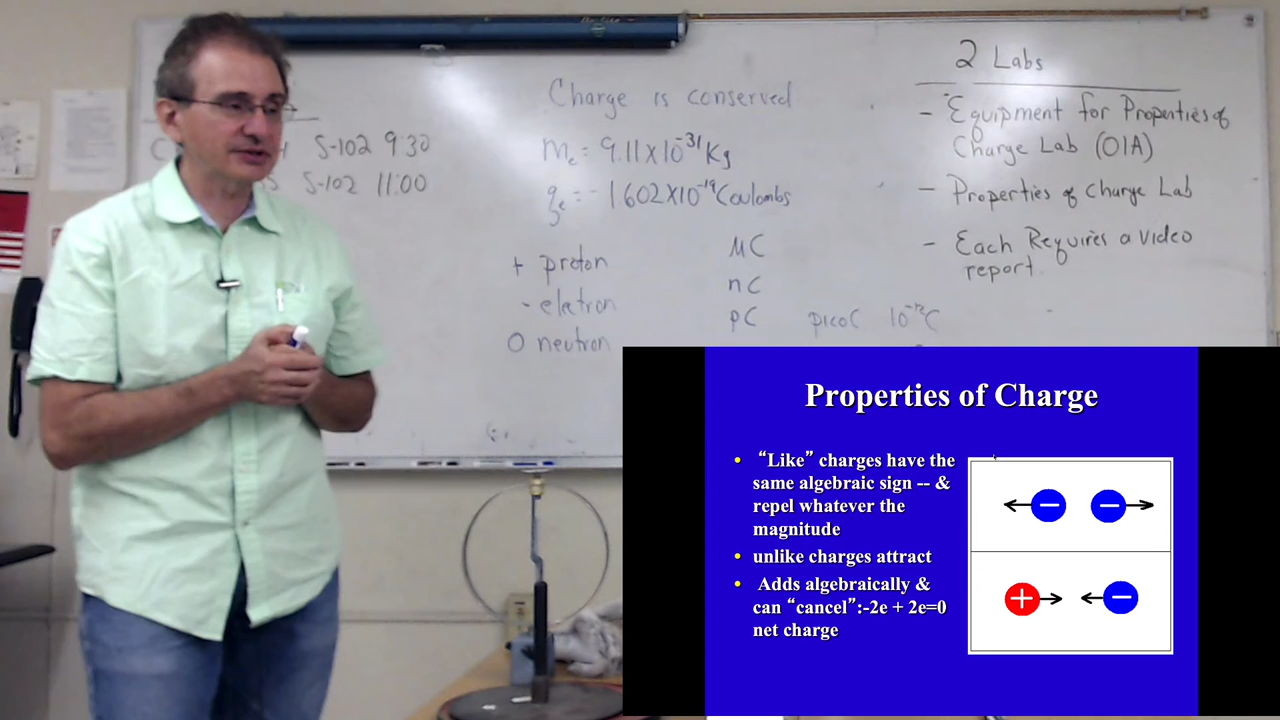 S-102 9:30
S-102 11:00
Charge is conserved
me = 9.11X10^-31 Kg
qe = -1.602X10^-19 Coulombs
+ proton
- electron
0 neutron
μC
nC
pC picoC 10^-12C
2 Labs
- Equipment for Properties of
Charge Lab (OIA)
- Properties of Charge Lab
- Each Requires a video
report.
Properties of Charge
• “Like” charges have the
same algebraic sign -- &
repel whatever the
magnitude
• unlike charges attract
• Adds algebraically &
can “cancel”:-2e + 2e=0
net charge
− −
+ −